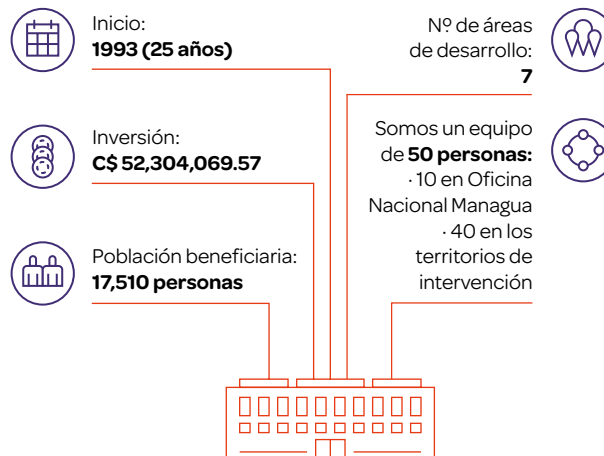 Inicio:
1993 (25 años)
Inversión:
C$ 52,304,069.57
Población beneficiaria:
17,510 personas
Nº de áreas
de desarrollo:
7
Somos un equipo
de 50 personas:
· 10 en Oficina
Nacional Managua
· 40 en los
territorios de
intervención